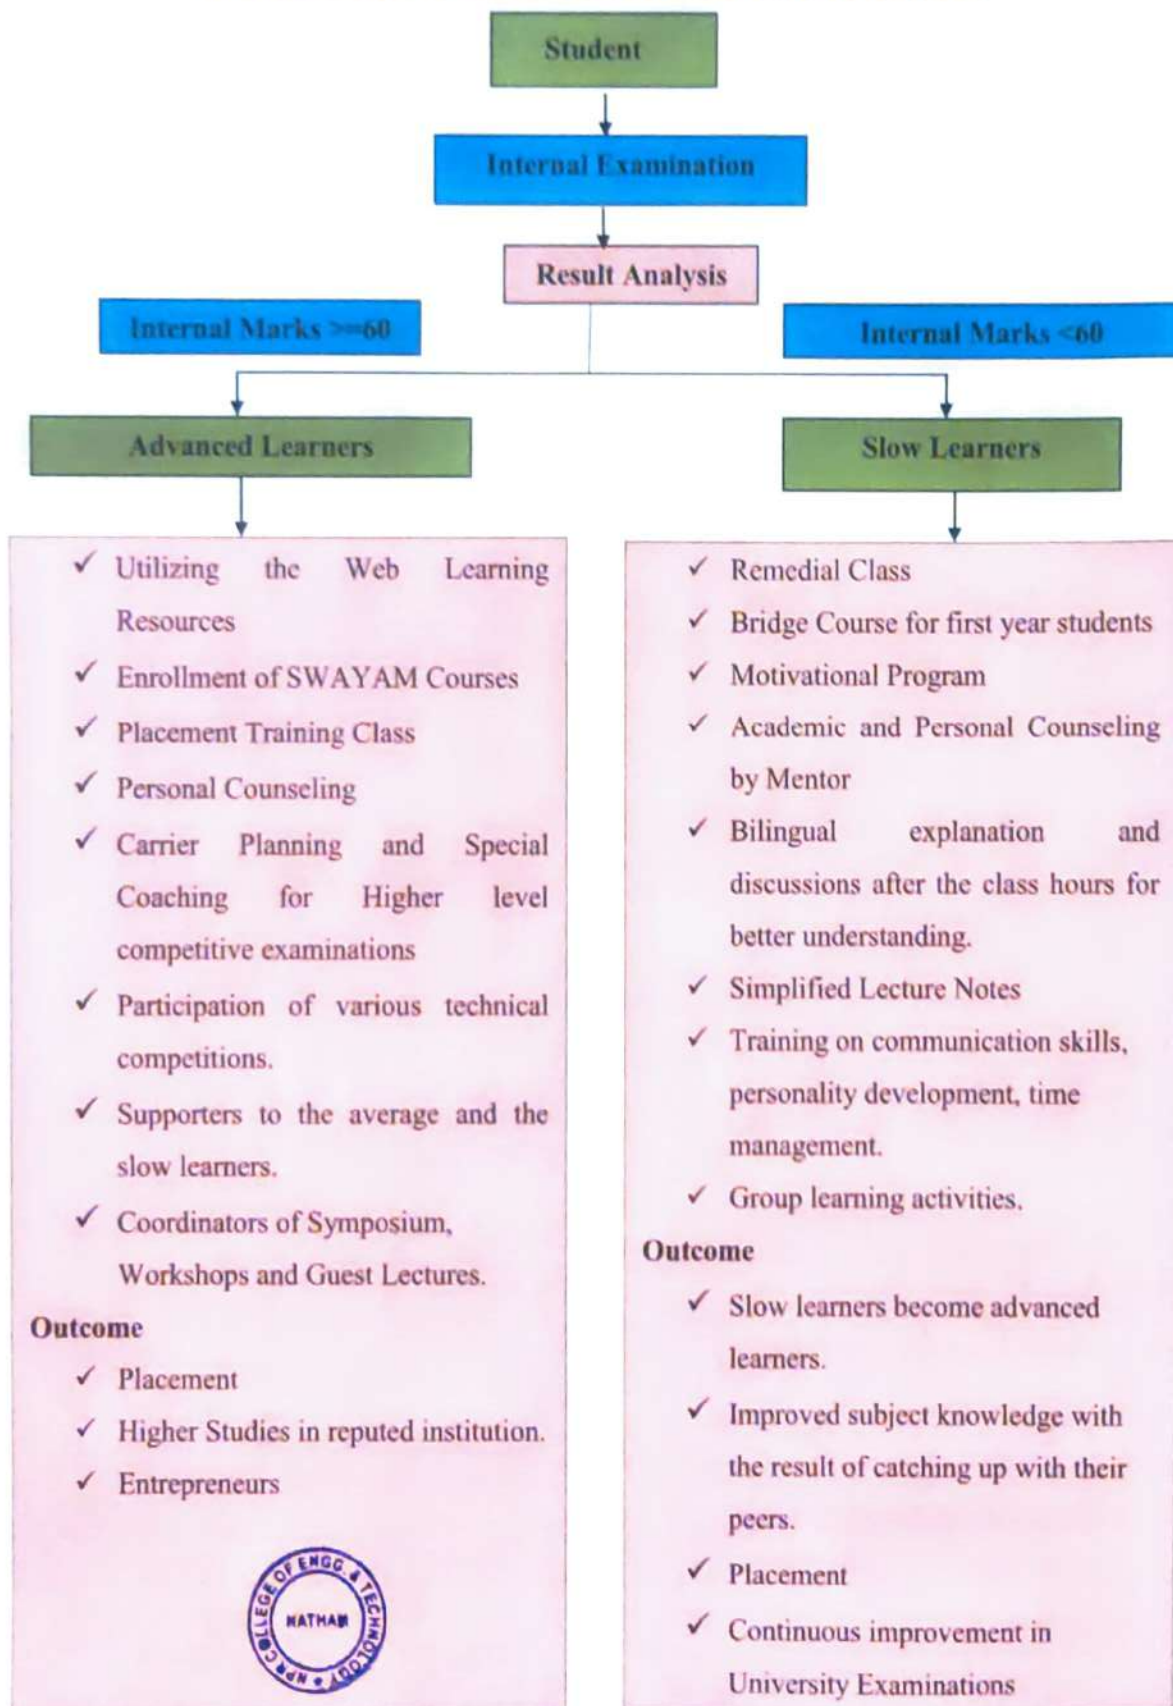 Student
Internal Examination
Result Analysis
Internal Marks >=60
Internal Marks <60
Advanced Learners
Slow Learners
✓ Utilizing the Web Learning
Resources
✓ Enrollment of SWAYAM Courses
✓ Placement Training Class
✓ Personal Counseling
✓ Carrier Planning and Special
Coaching for Higher level
competitive examinations
✓ Participation of various technical
competitions.
✓ Supporters to the average and the
slow learners.
✓ Coordinators of Symposium,
Workshops and Guest Lectures.
Outcome
✓ Placement
✓ Higher Studies in reputed institution.
✓ Entrepreneurs
NPR COLLEGE OF ENGG. & TECHNOLOGY
NATHAM
✓ Remedial Class
✓ Bridge Course for first year students
✓ Motivational Program
✓ Academic and Personal Counseling
by Mentor
✓ Bilingual explanation and
discussions after the class hours for
better understanding.
✓ Simplified Lecture Notes
✓ Training on communication skills,
personality development, time
management.
✓ Group learning activities.
Outcome
✓ Slow learners become advanced
learners.
✓ Improved subject knowledge with
the result of catching up with their
peers.
✓ Placement
✓ Continuous improvement in
University Examinations